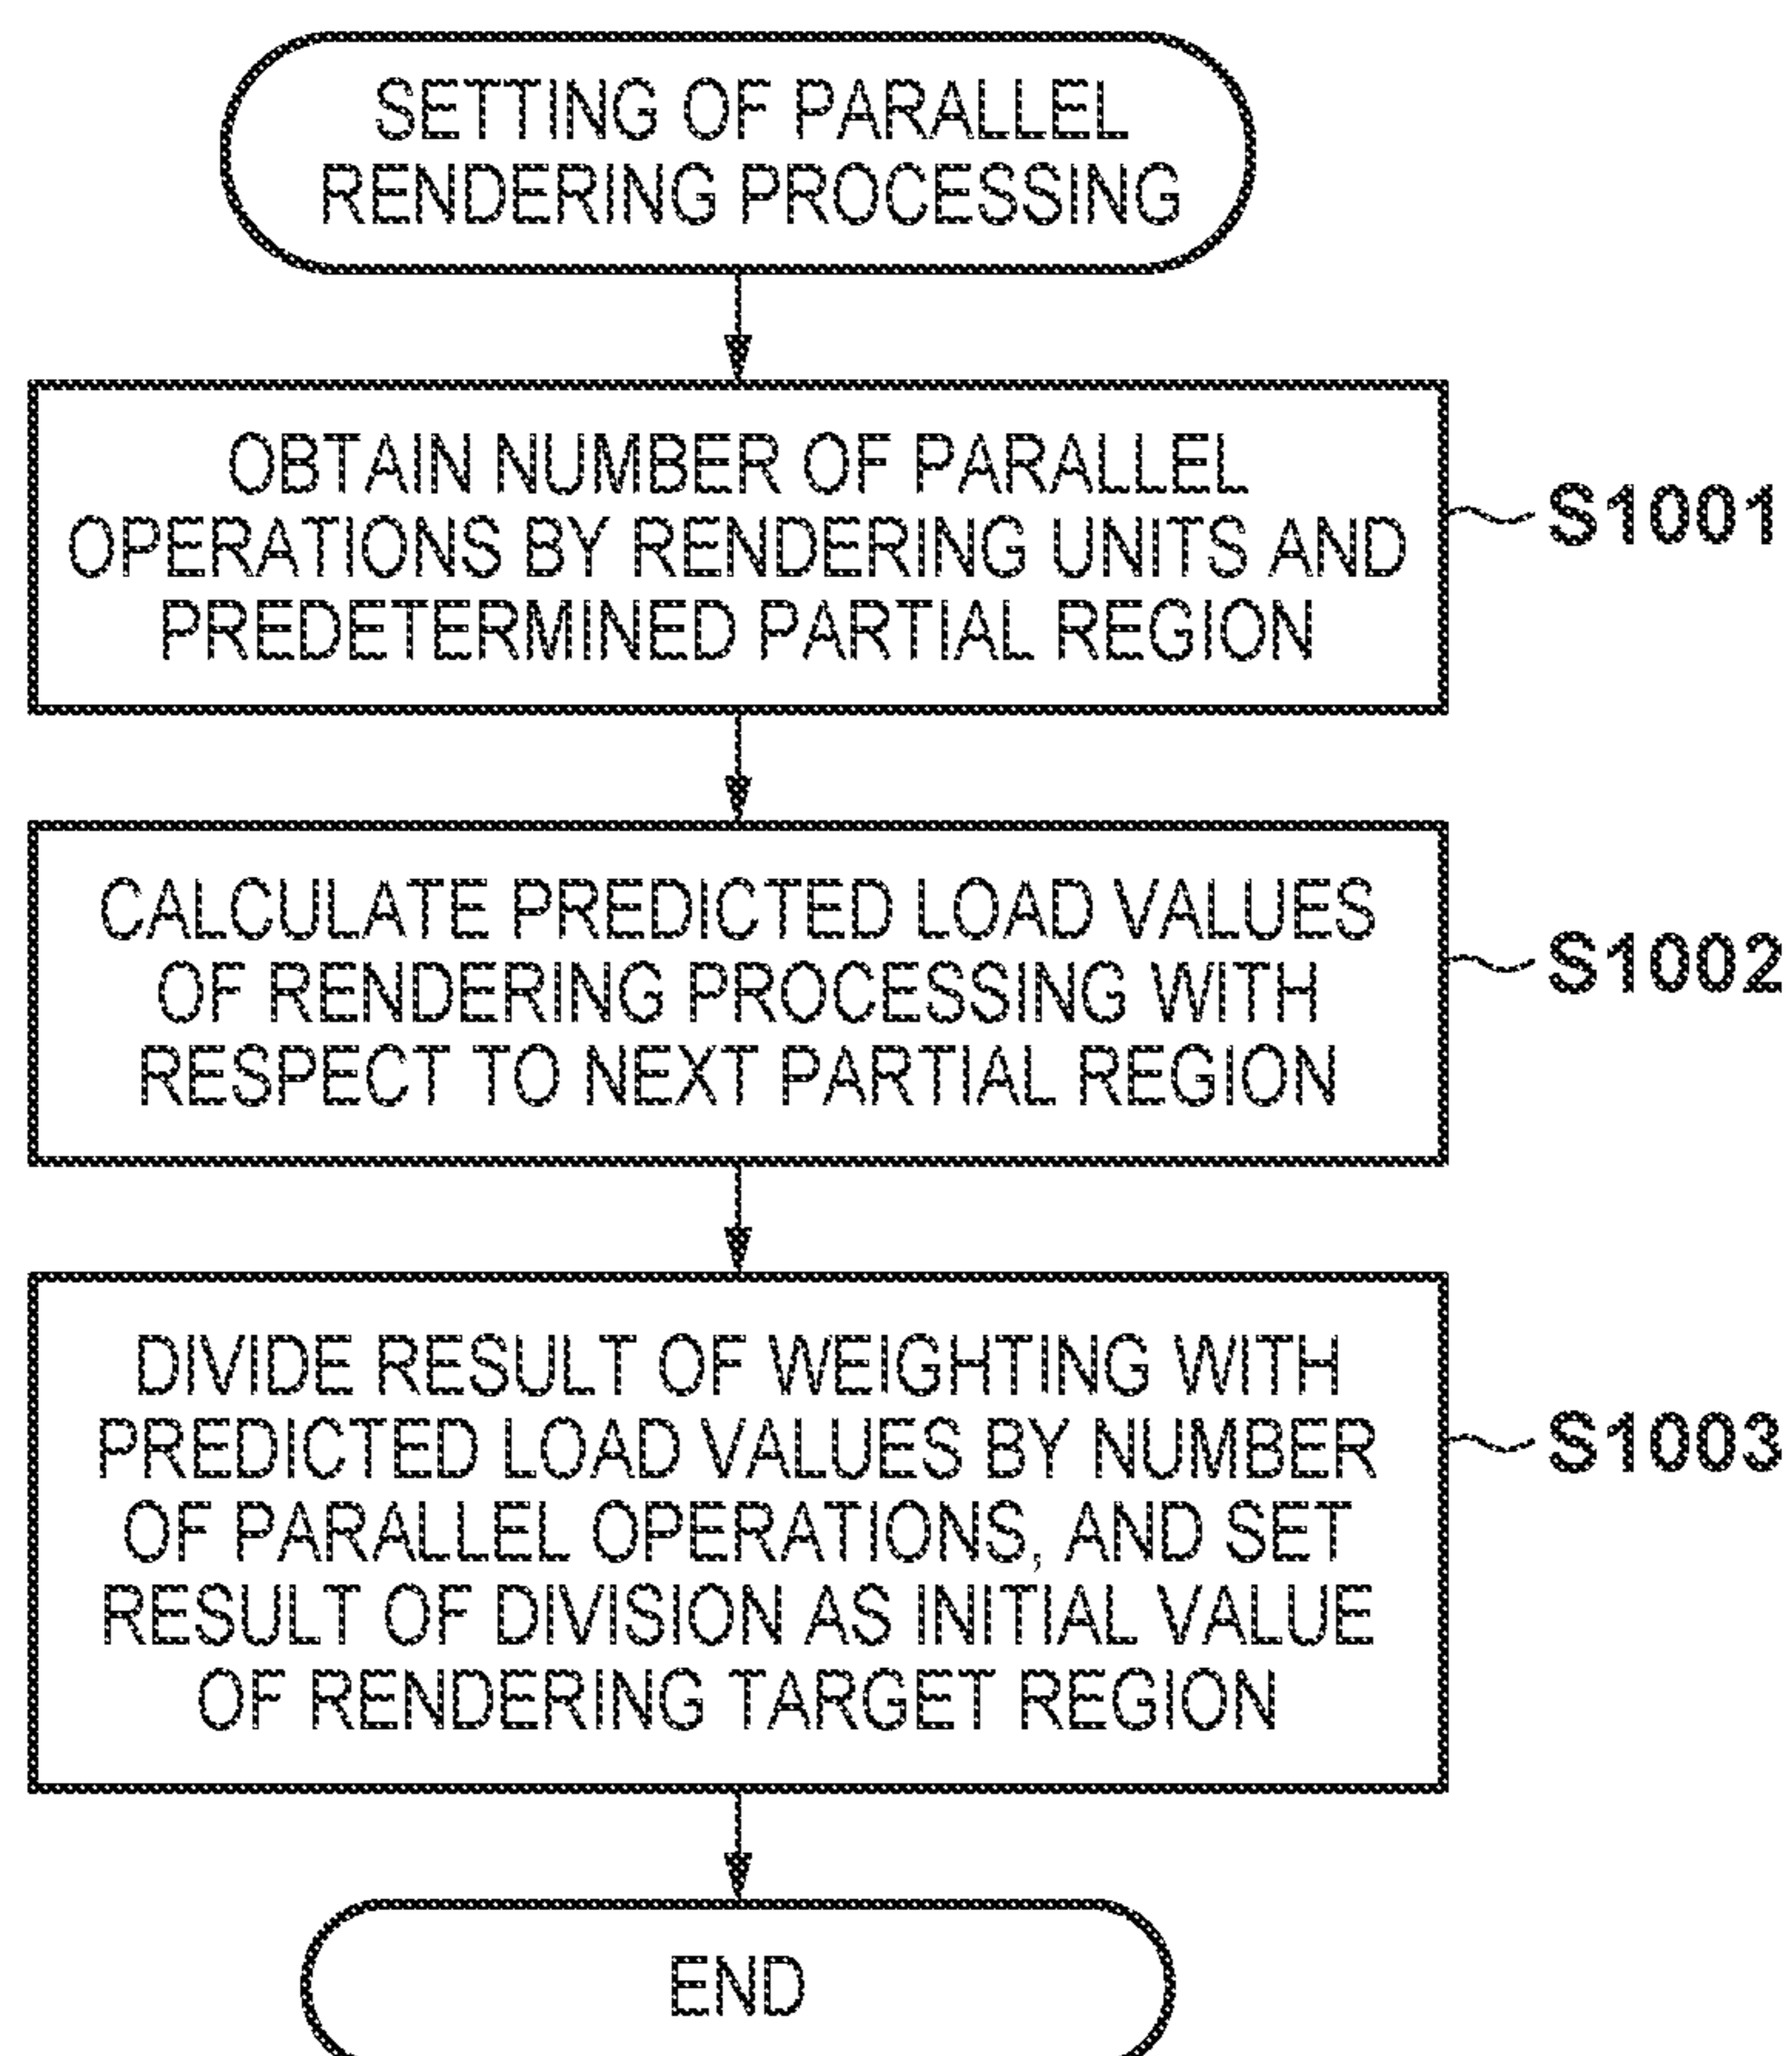 SETTING OF PARALLEL
RENDERING PROCESSING
OBTAIN NUMBER OF PARALLEL
OPERATIONS BY RENDERING UNITS AND
PREDETERMINED PARTIAL REGION
S1001
CALCULATE PREDICTED LOAD VALUES
OF RENDERING PROCESSING WITH
RESPECT TO NEXT PARTIAL REGION
S1002
DIVIDE RESULT OF WEIGHTING WITH
PREDICTED LOAD VALUES BY NUMBER
OF PARALLEL OPERATIONS, AND SET
RESULT OF DIVISION AS INITIAL VALUE
OF RENDERING TARGET REGION
S1003
END